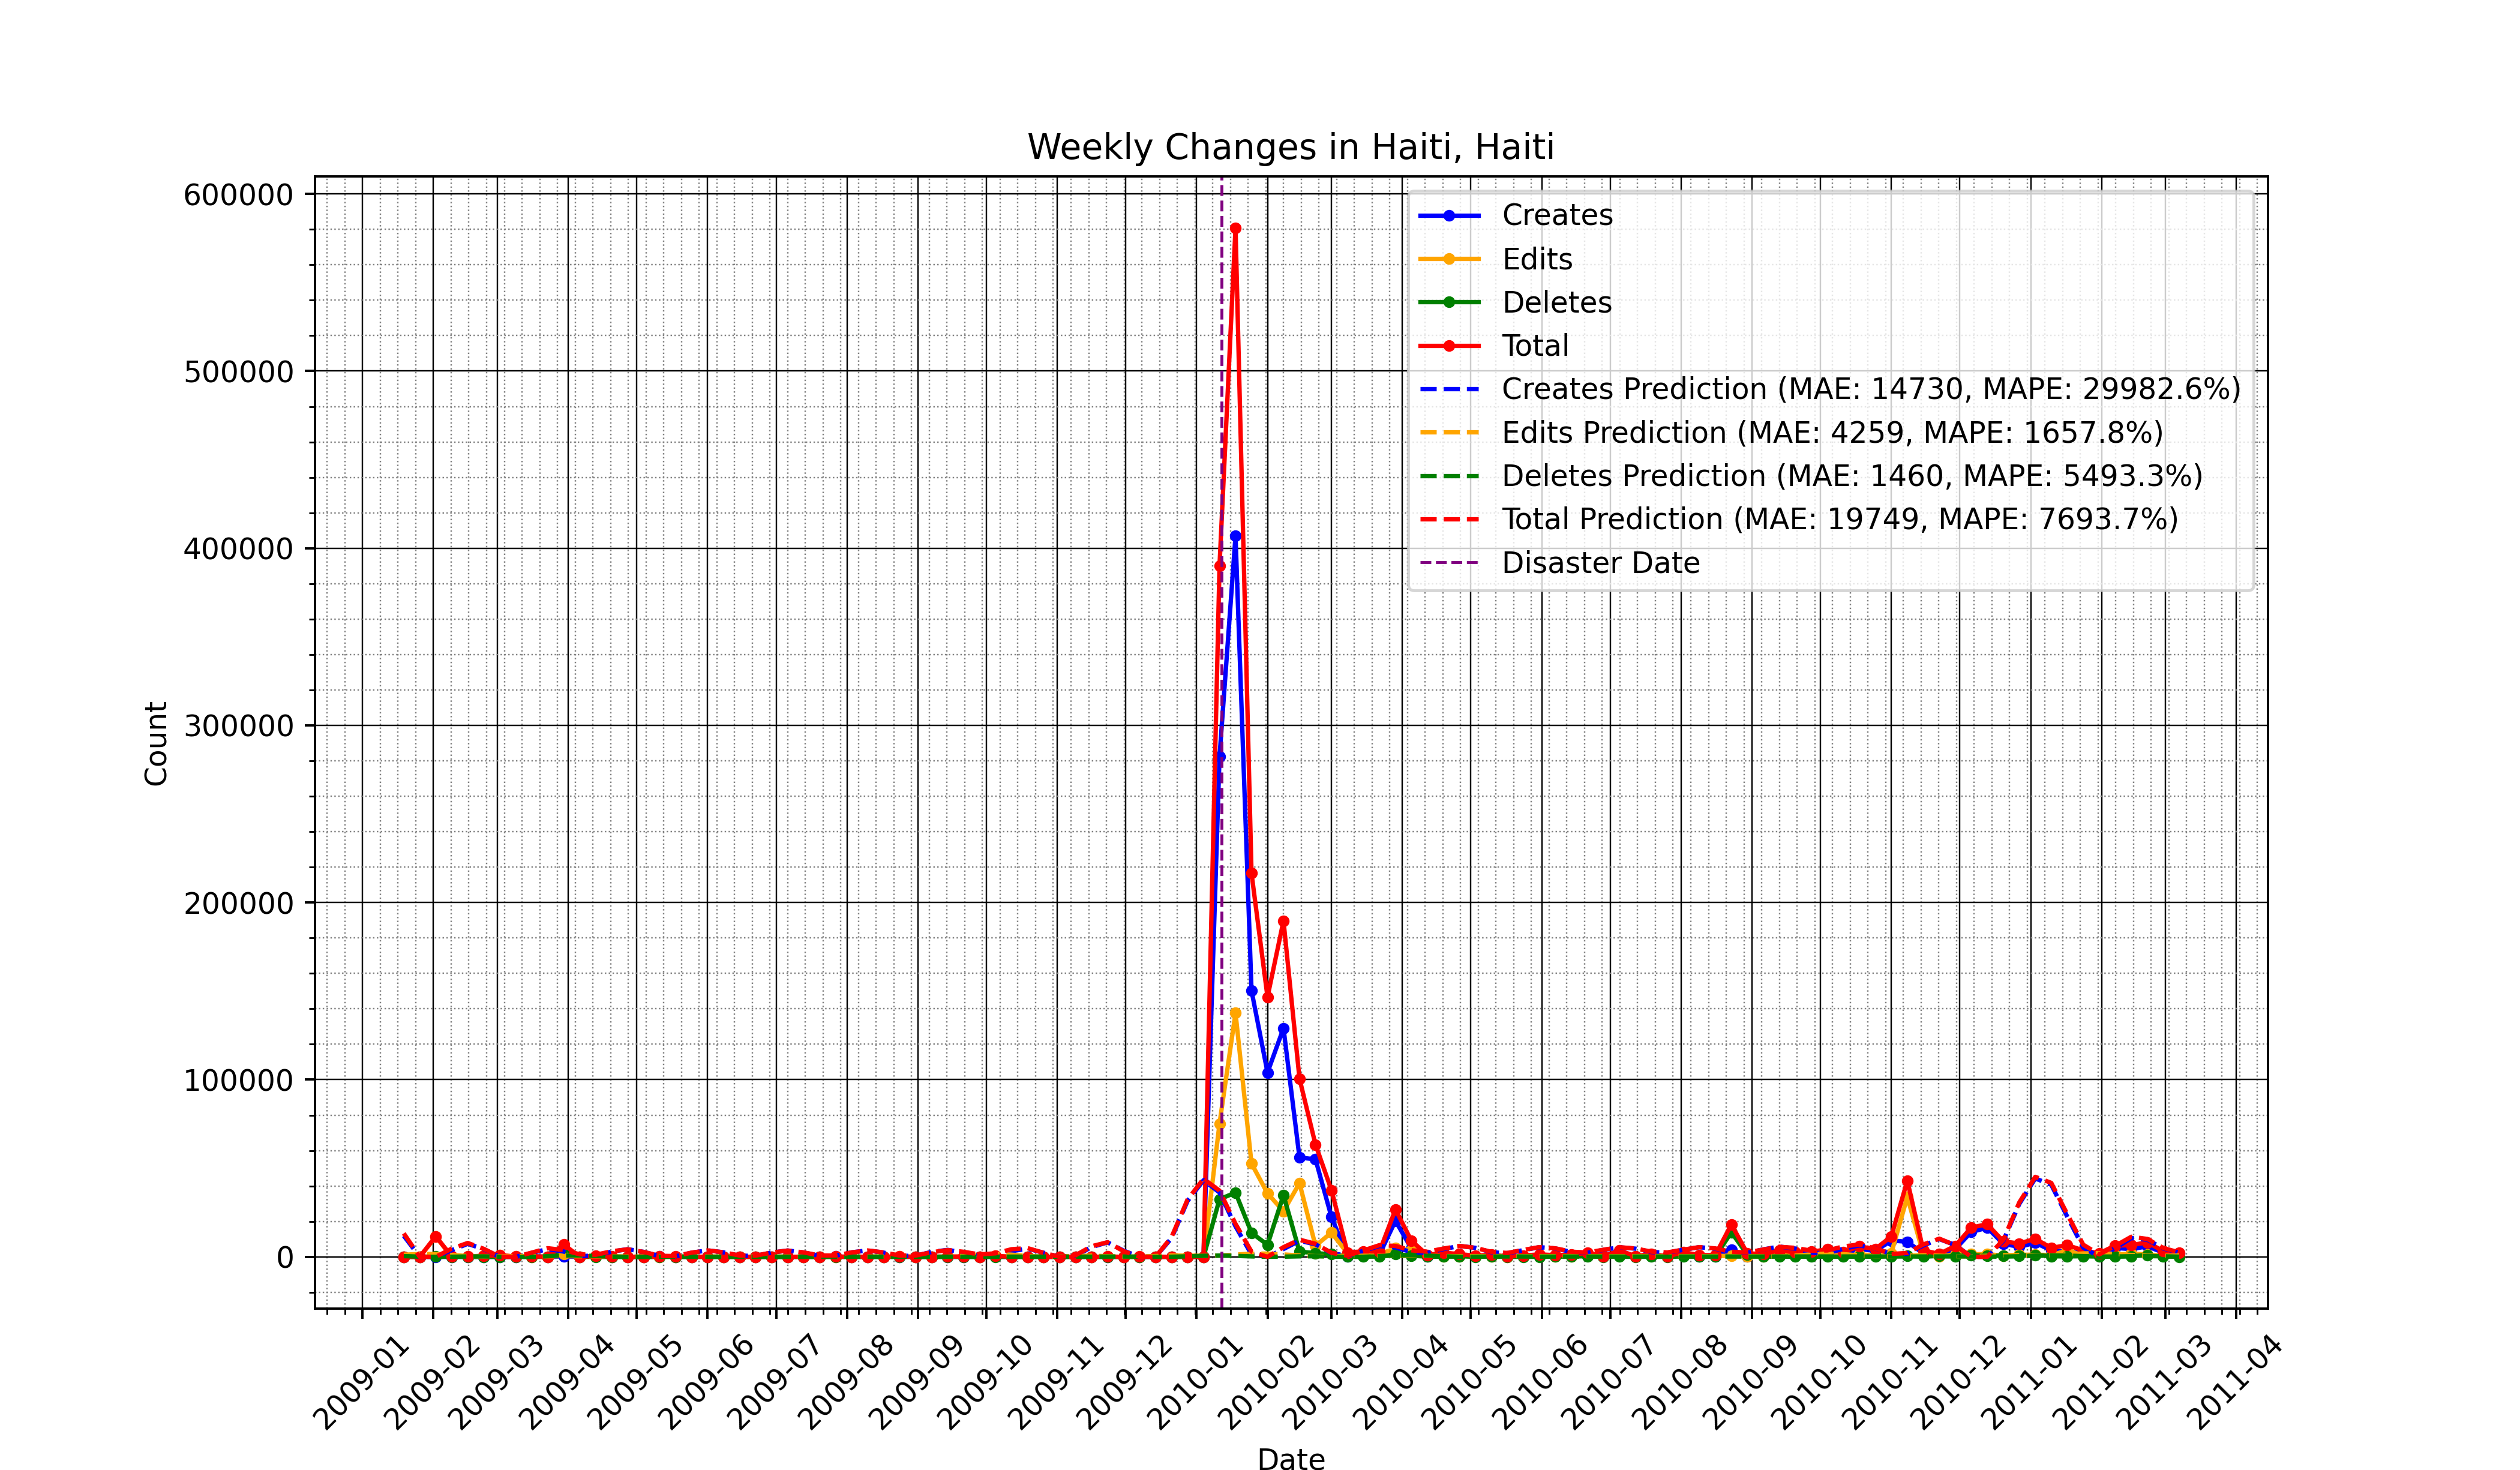 Weekly Changes in Haiti, Haiti
600000
500000
400000
300000
200000
100000
0
Count
Creates
Edits
Deletes
Total
Creates Prediction (MAE: 14730, MAPE: 29982.6%)
Edits Prediction (MAE: 4259, MAPE: 1657.8%)
Deletes Prediction (MAE: 1460, MAPE: 5493.3%)
Total Prediction (MAE: 19749, MAPE: 7693.7%)
Disaster Date
2009-01
2009-02
2009-03
2009-04
2009-05
2009-06
2009-07
2009-08
2009-09
2009-10
2009-11
2009-12
2010-01
2010-02
2010-03
2010-04
2010-05
2010-06
2010-07
2010-08
2010-09
2010-10
2010-11
2010-12
2011-01
2011-02
2011-03
2011-04
Date